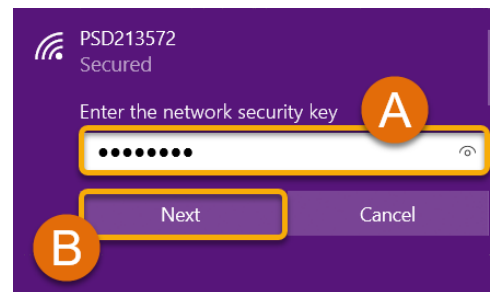 PSD213572
Secured
Enter the network security key
A
●●●●●●●●
Next
Cancel
B